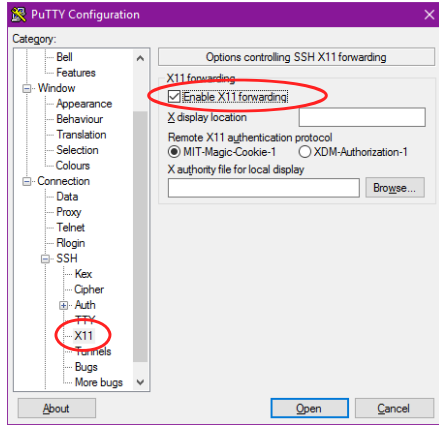 PuTTY Configuration
Category:
Bell
Features
Window
Appearance
Behaviour
Translation
Selection
Colours
Connection
Data
Proxy
Telnet
Rlogin
SSH
Kex
Cipher
Auth
TTY
X11
Tunnels
Bugs
More bugs
Options controlling SSH X11 forwarding
X11 forwarding
Enable X11 forwarding
X display location
Remote X11 authentication protocol
MIT-Magic-Cookie-1 XDM-Authorization-1
X authority file for local display
Browse...
About Open Cancel